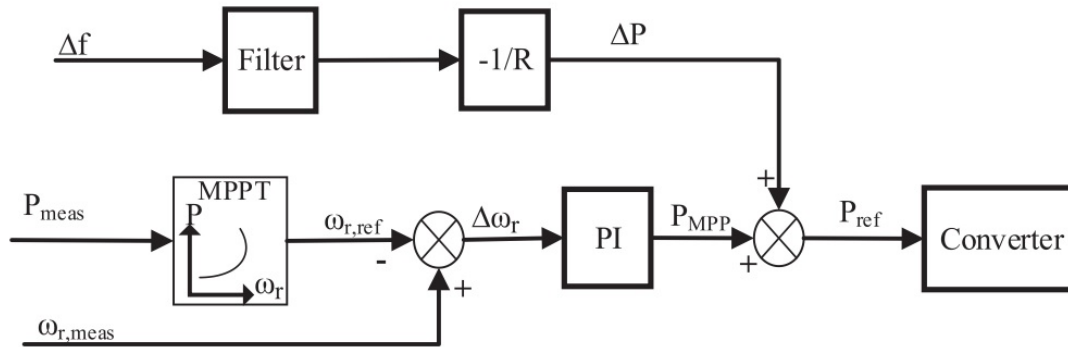 Δf
Filter
-1/R
ΔP
+
P_meas
MPPT
P
ω_r
ω_r,ref
-
Δω_r
PI
P_MPP
+
P_ref
Converter
+
ω_r,meas